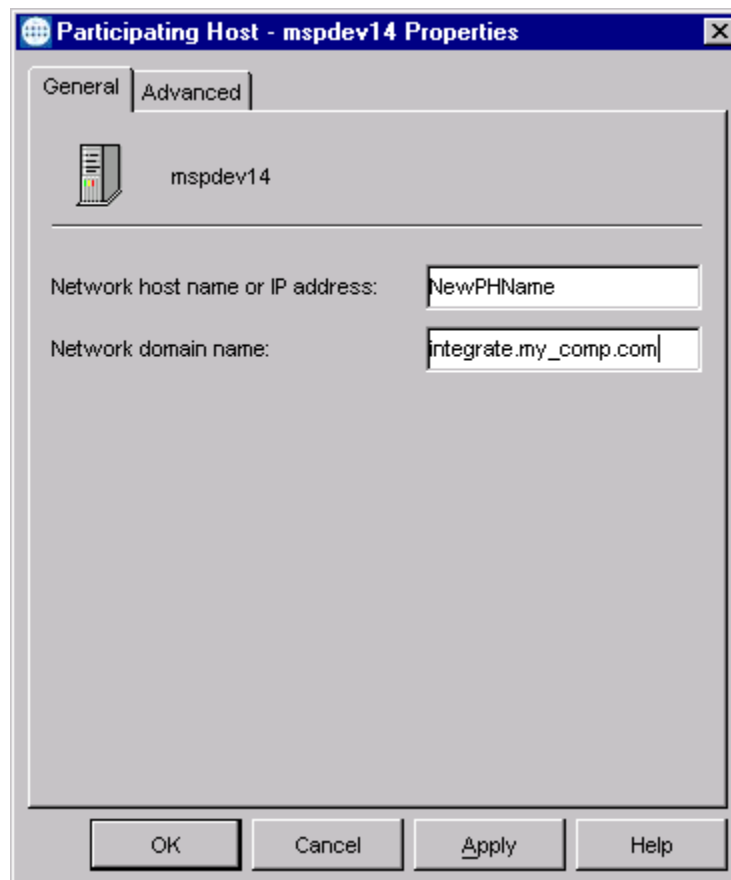 Participating Host - mspdev14 Properties
General Advanced
mspdev14
Network host name or IP address: NewPHName
Network domain name: integrate.my_comp.com
OK Cancel Apply Help